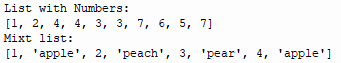 List with Numbers:
[1, 2, 4, 4, 3, 3, 7, 6, 5, 7]
Mixt list:
[1, 'apple', 2, 'peach', 3, 'pear', 4, 'apple']